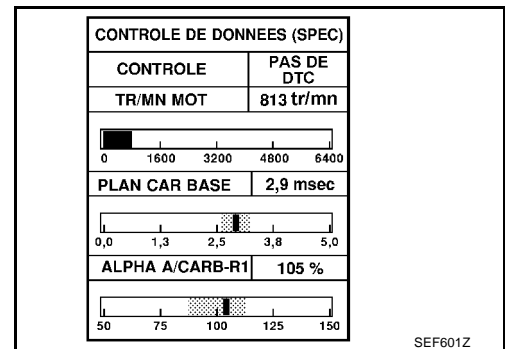 CONTROLE DE DONNEES (SPEC)
CONTROLE PAS DE DTC
TR/MN MOT 813 tr/mn
0 1600 3200 4800 6400
PLAN CAR BASE 2,9 msec
0,0 1,3 2,5 3,8 5,0
ALPHA A/CARB-R1 105 %
50 75 100 125 150
SEF601Z